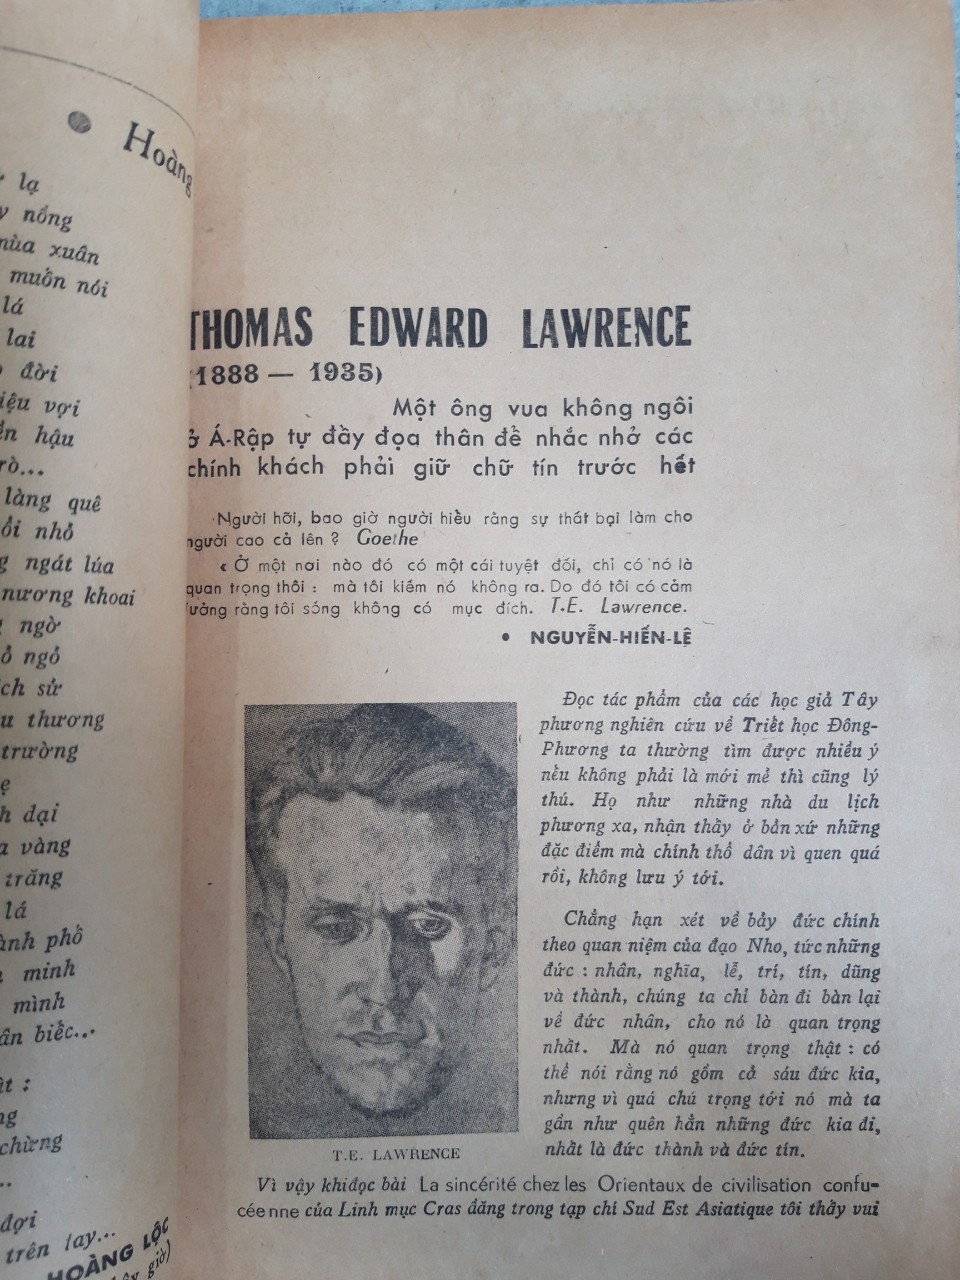 Hoàng
lạ
nồng
mùa xuân
muốn nói
lá
lai
đời
vợi
hậu
rò...
làng quê
nhỏ
ngát lúa
nương khoai
ngờ
ngỏ
sử
thương
trường
dại
vàng
trăng
lá
phố
minh
mình
biếc...
:
chừng
..
đợi
trên tay...
HOÀNG LỘC
giờ)
THOMAS EDWARD LAWRENCE
(1888 — 1935)
Một ông vua không ngôi
ở Á-Rập tự đầy đọa thân để nhắc nhở các
chính khách phải giữ chữ tín trước hết
Người hỡi, bao giờ người hiểu rằng sự thất bại làm cho
người cao cả lên ? Goethe
« Ở một nơi nào đó có một cái tuyệt đối, chỉ có nó là
quan trọng thôi : mà tôi kiếm nó không ra. Do đó tôi có cảm
tưởng rằng tôi sống không có mục đích. T.E. Lawrence.
• NGUYỄN-HIẾN-LÊ
Đọc tác phẩm của các học giả Tây
phương nghiên cứu về Triết học Đông-
Phương ta thường tìm được nhiều ý
nếu không phải là mới mẻ thì cũng lý
thú. Họ như những nhà du lịch
phương xa, nhận thấy ở bản xứ những
đặc điểm mà chính thổ dân vì quen quá
rồi, không lưu ý tới.
Chẳng hạn xét về bảy đức chính
theo quan niệm của đạo Nho, tức những
đức : nhân, nghĩa, lễ, trí, tín, dũng
và thành, chúng ta chỉ bàn đi bàn lại
về đức nhân, cho nó là quan trọng
nhất. Mà nó quan trọng thật : có
thể nói rằng nó gồm cả sáu đức kia,
nhưng vì quá chú trọng tới nó mà ta
gần như quên hẳn những đức kia đi,
nhất là đức thành và đức tín.
T.E. LAWRENCE
Vì vậy khi đọc bài La sincérité chez les Orientaux de civilisation confu-
céenne của Linh mục Cras đăng trong tạp chí Sud Est Asiatique tôi thấy vui